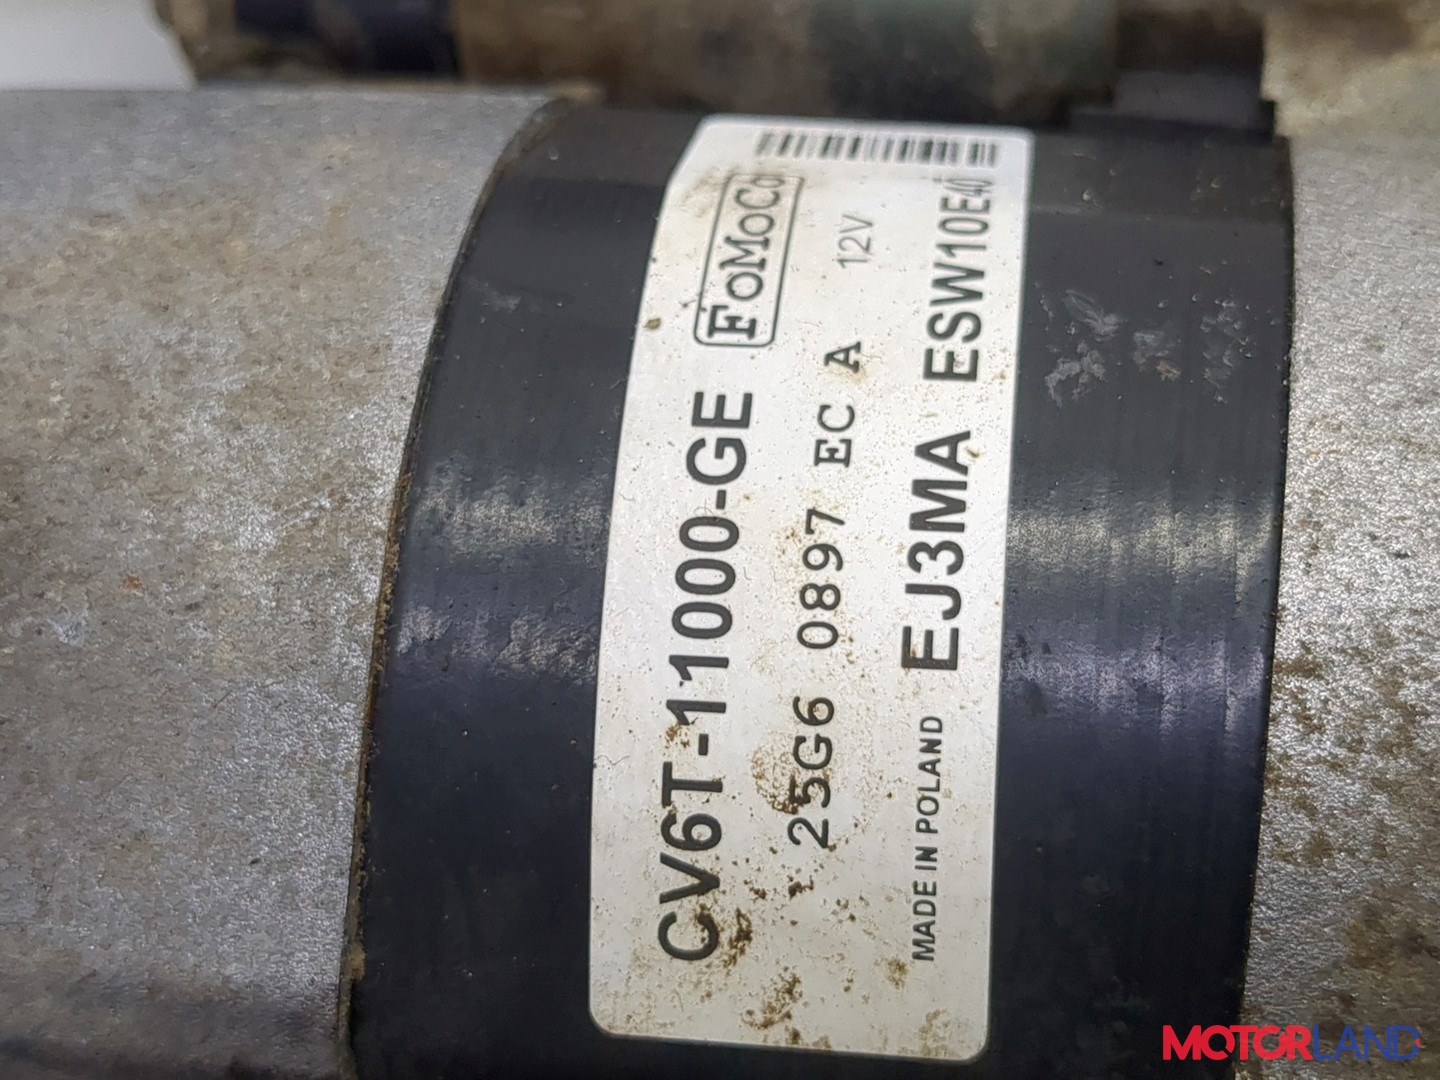 CV6T-11000-GE FoMoCo
25G6 0897 EC A 12V
MADE IN POLAND EJ3MA ESW10E40
MOTORLAND